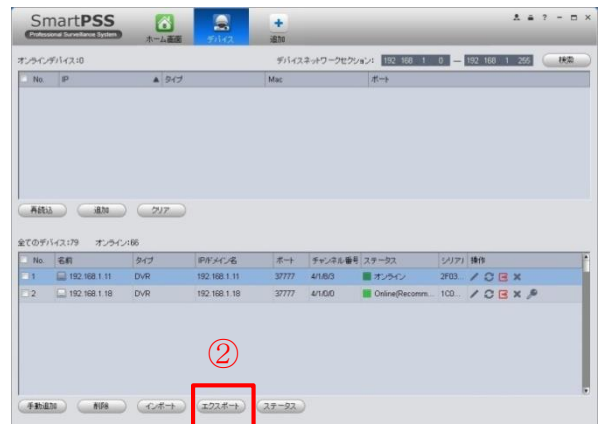 SmartPSS
Professional Surveillance System
ホーム画面
デバイス
追加
オンラインデバイス:0
デバイスネットワークセクション: 192 168 1 0 — 192 168 1 255 検索
No. IP ▲ タイプ Mac ポート
再読込 追加 クリア
全てのデバイス:79 オンライン:66
No. 名前 タイプ IP/ドメイン名 ポート チャンネル番号 ステータス シリアル 操作
1 192.168.1.11 DVR 192.168.1.11 37777 4/1/6/3 オンライン 2F03...
2 192.168.1.18 DVR 192.168.1.18 37777 4/1/0/0 Online(Recomm... 1C0...
②
手動追加 削除 インポート エクスポート ステータス